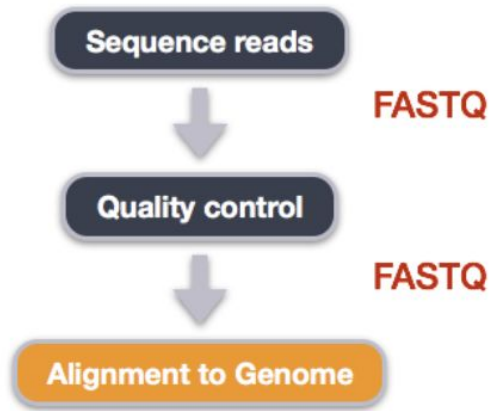 Sequence reads
FASTQ
Quality control
FASTQ
Alignment to Genome